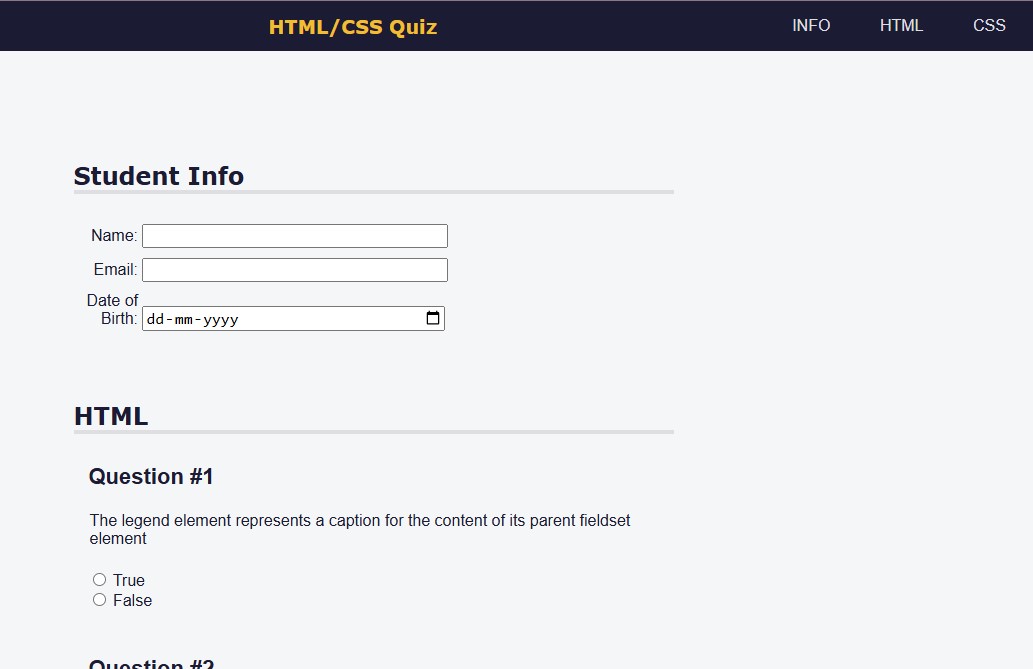 HTML/CSS Quiz
INFO HTML CSS
Student Info
Name:
Email:
Date of
Birth:
dd-mm-yyyy
HTML
Question #1
The legend element represents a caption for the content of its parent fieldset
element
True
False
Question #2